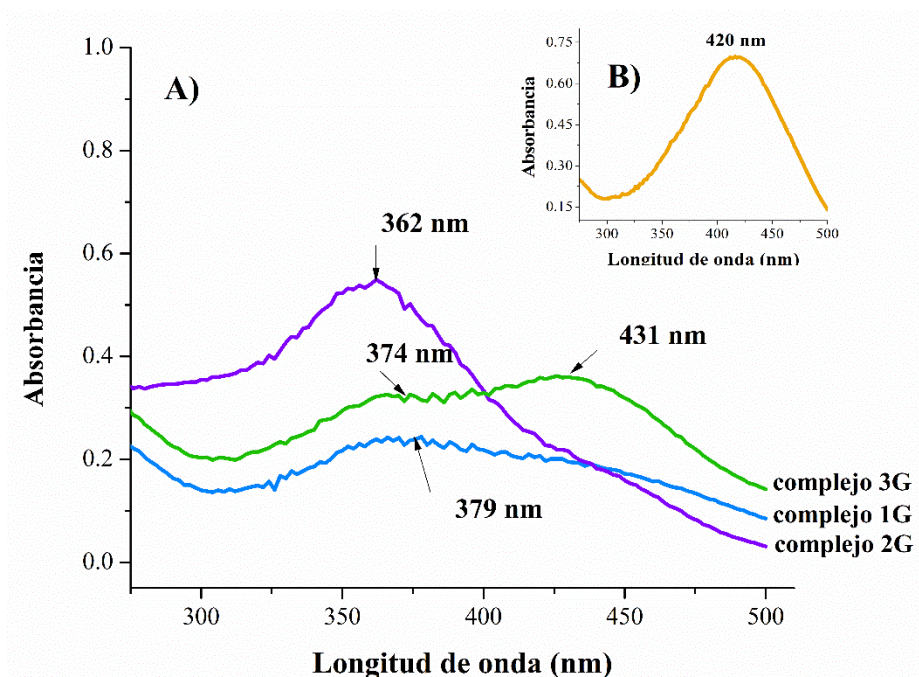 A)
1.0
0.8
0.6
0.4
0.2
0.0
Absorbancia
300
350
400
450
500
Longitud de onda (nm)
362 nm
374 nm
431 nm
379 nm
complejo 3G
complejo 1G
complejo 2G
B)
420 nm
0.75
0.60
0.45
0.30
0.15
Absorbancia
300
350
400
450
500
Longitud de onda (nm)